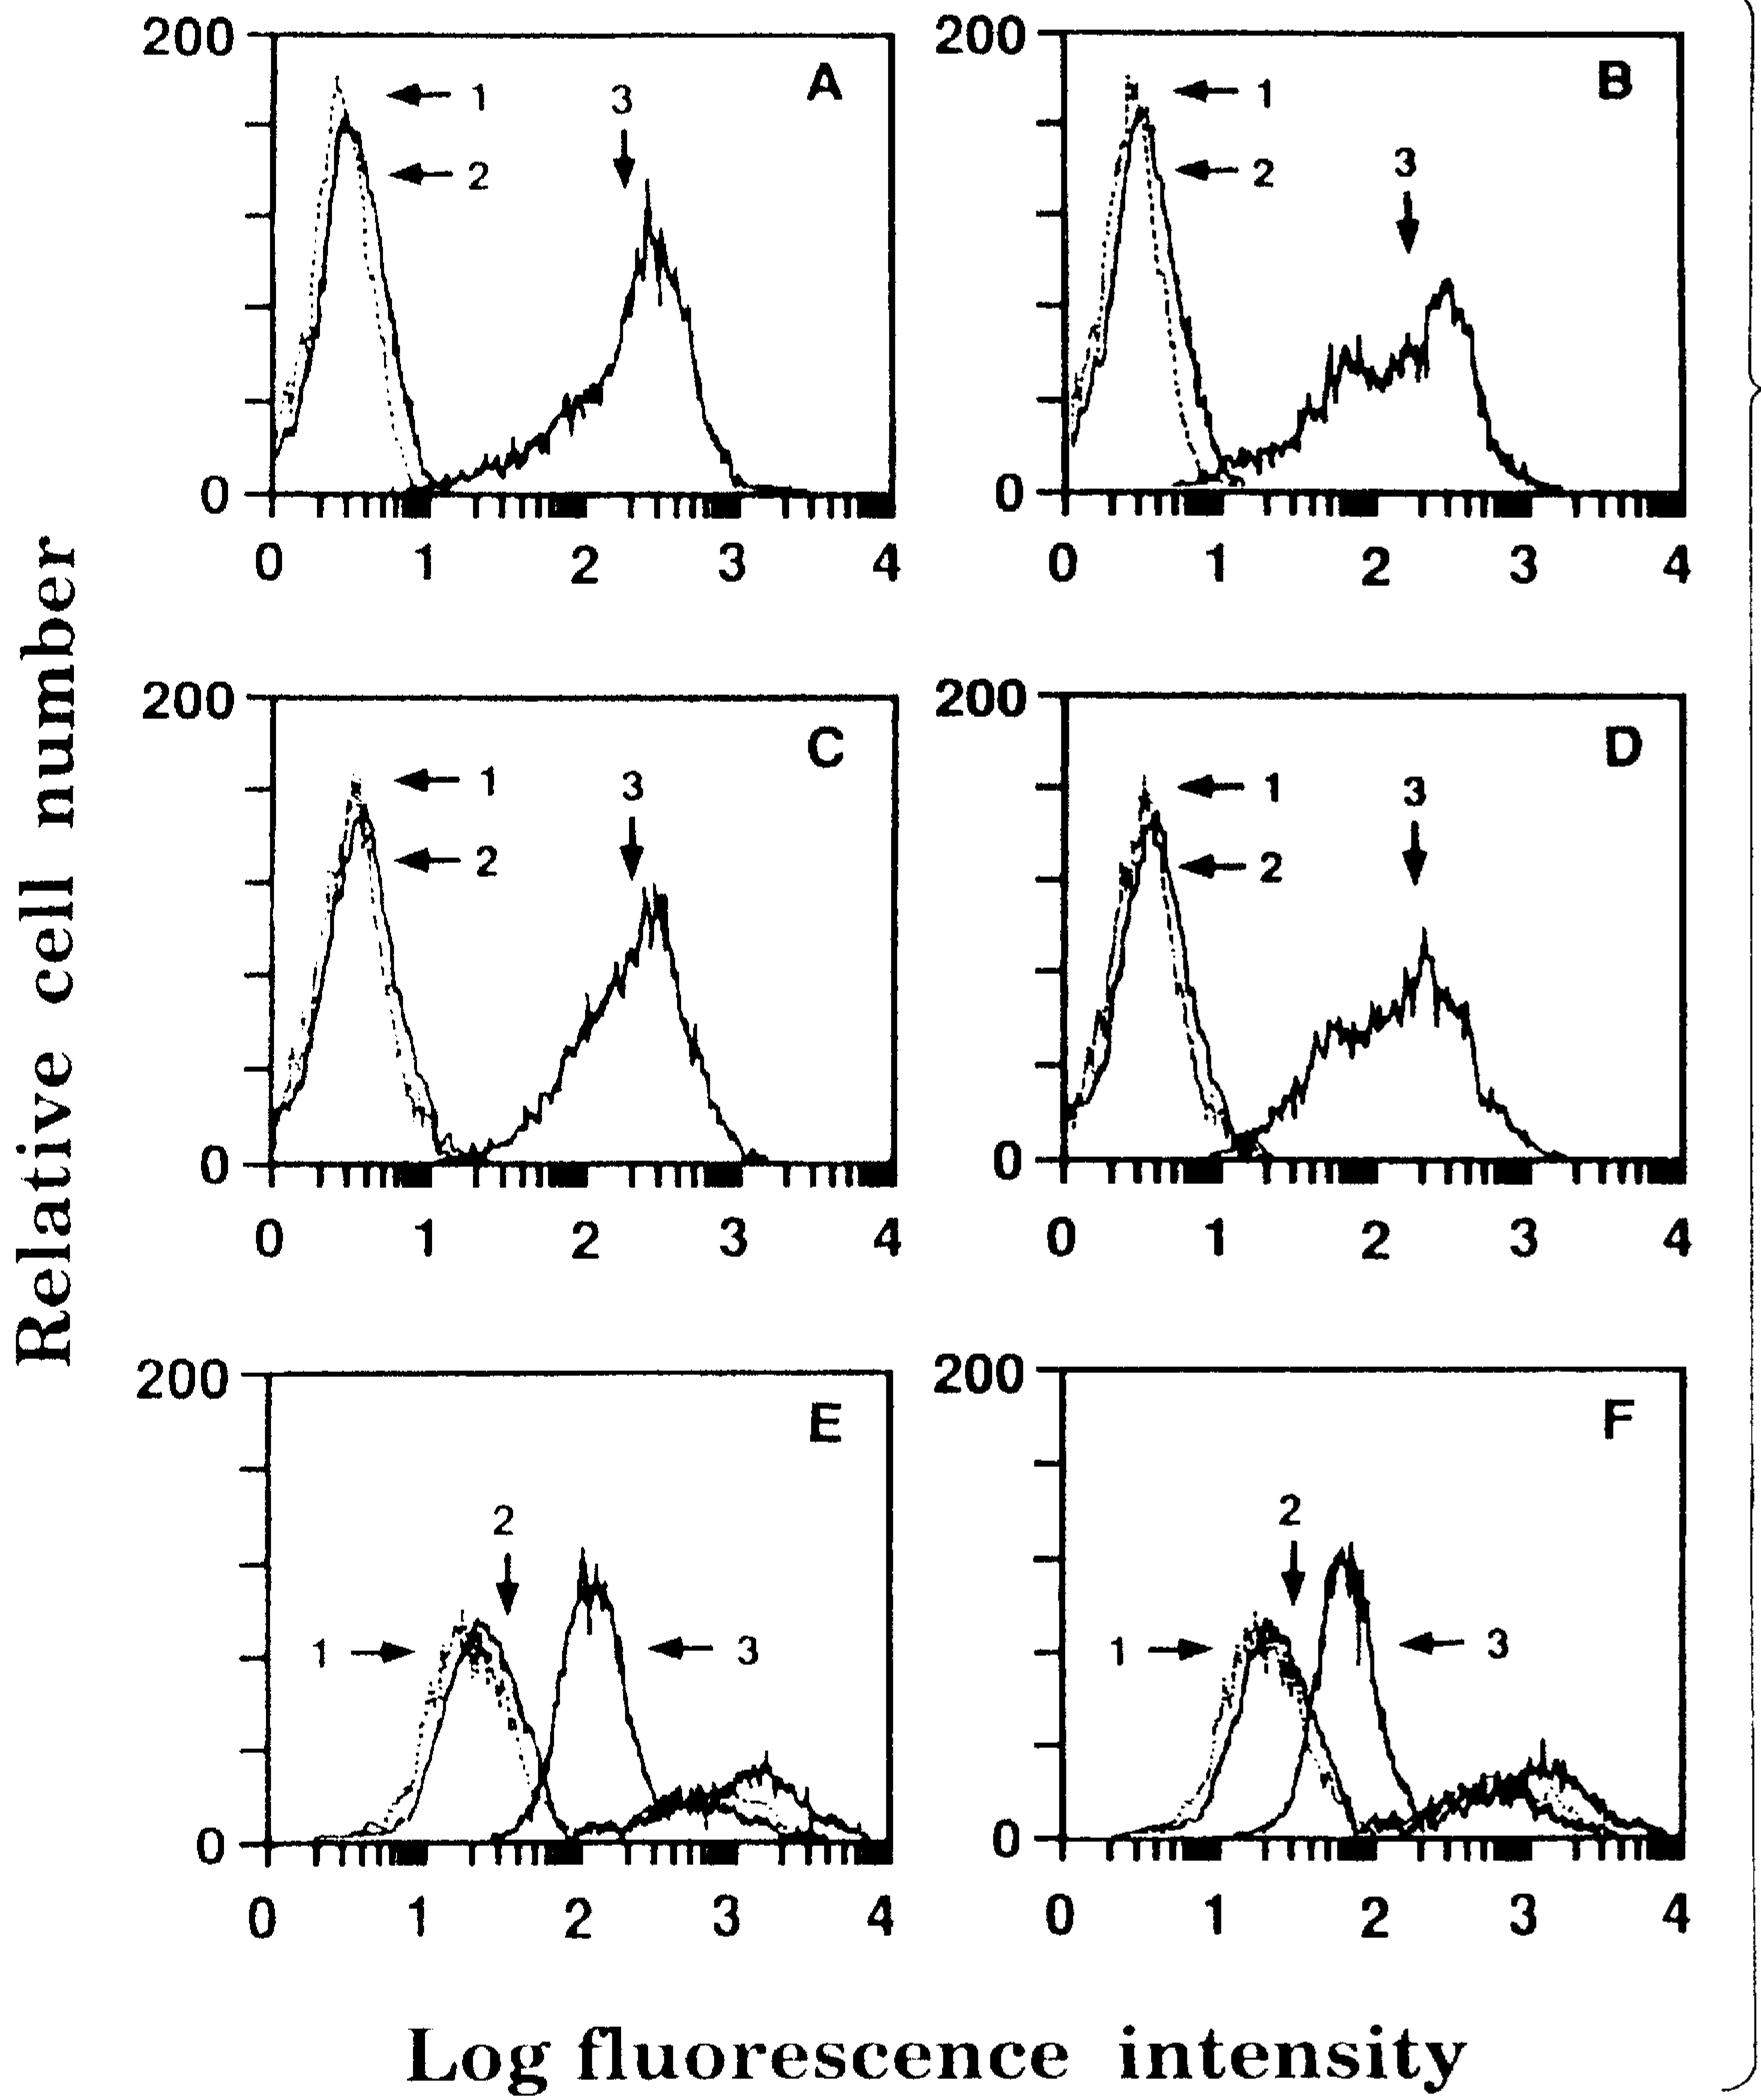 200 A 200 B
1 3 1
2 3 2
0 0
0 1 2 3 4 0 1 2 3 4
200 C 200 D
1 3 1 3
2 2
0 0
0 1 2 3 4 0 1 2 3 4
200 E 200 F
2 2
1 3 1 3
0 0
0 1 2 3 4 0 1 2 3 4
Relative cell number
Log fluorescence intensity